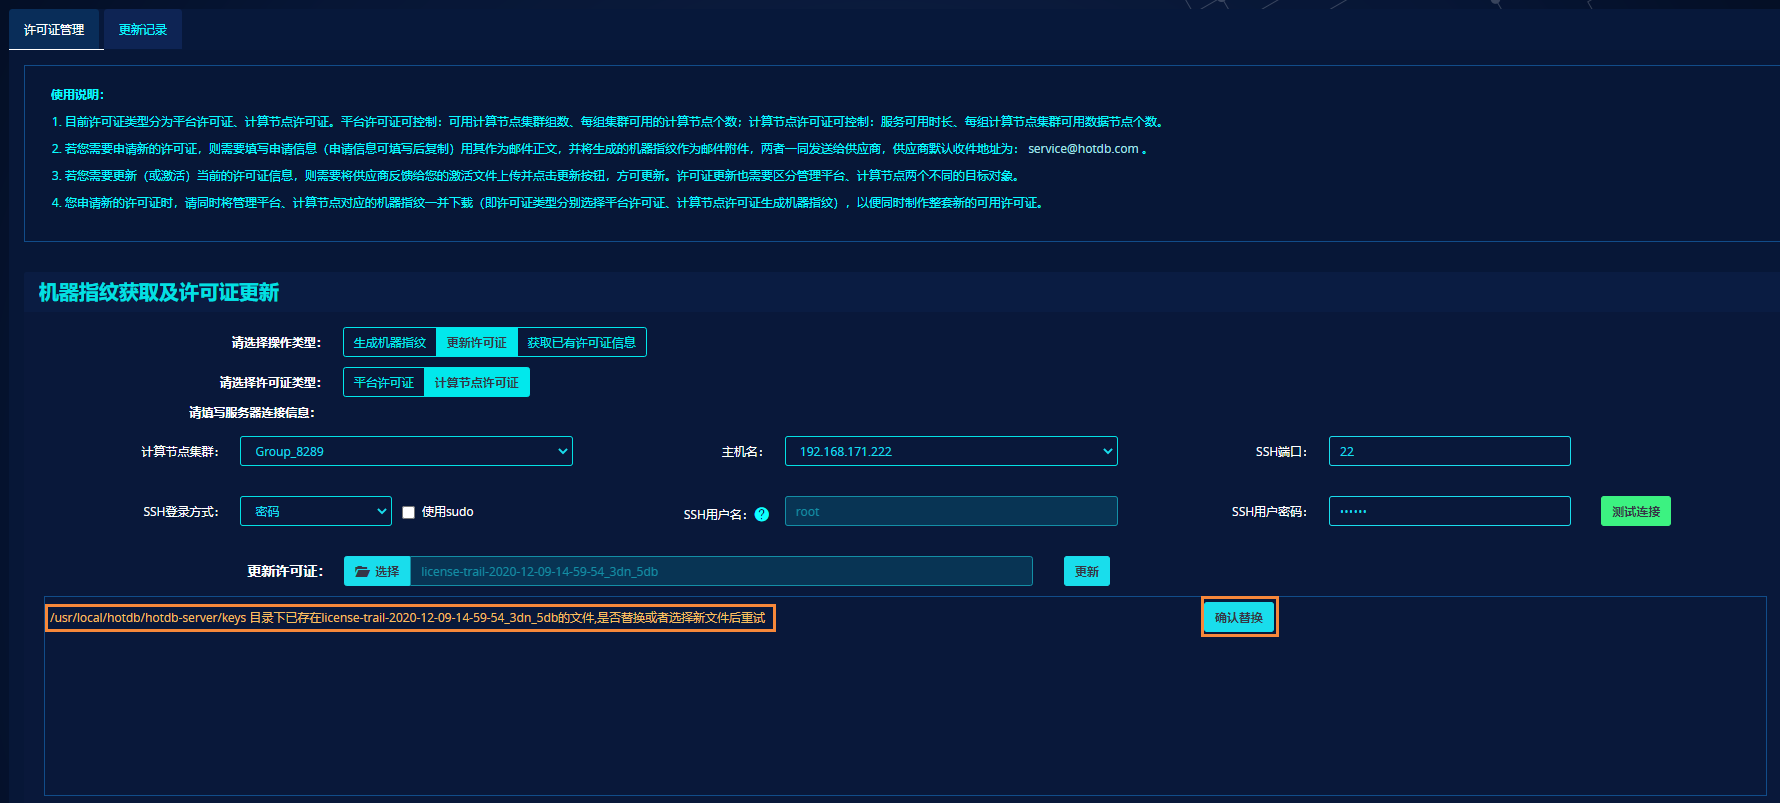 许可证管理 更新记录
使用说明：
1. 目前许可证类型分为平台许可证、计算节点许可证。平台许可证可控制：可用计算节点集群组数、每组集群可用的计算节点个数；计算节点许可证可控制：服务可用时长、每组计算节点集群可用数据节点个数。
2. 若您需要申请新的许可证，则需要填写申请信息（申请信息可填写后复制）用其作为邮件正文，并将生成的机器指纹作为邮件附件，两者一同发送给供应商，供应商默认收件地址为： service@hotdb.com 。
3. 若您需要更新（或激活）当前的许可证信息，则需要将供应商反馈给您的激活文件上传并点击更新按钮，方可更新。许可证更新也需要区分管理平台、计算节点两个不同的目标对象。
4. 您申请新的许可证时，请同时将管理平台、计算节点对应的机器指纹一并下载（即许可证类型分别选择平台许可证、计算节点许可证生成机器指纹），以便同时制作整套新的可用许可证。
机器指纹获取及许可证更新
请选择操作类型： 生成机器指纹 更新许可证 获取已有许可证信息
请选择许可证类型： 平台许可证 计算节点许可证
请填写服务器连接信息：
计算节点集群： Group_8289 主机名： 192.168.171.222 SSH端口： 22
SSH登录方式： 密码 使用sudo SSH用户名： ? root SSH用户密码： •••••• 测试连接
更新许可证： 选择 license-trail-2020-12-09-14-59-54_3dn_5db 更新
/usr/local/hotdb/hotdb-server/keys 目录下已存在license-trail-2020-12-09-14-59-54_3dn_5db的文件,是否替换或者选择新文件后重试 确认替换